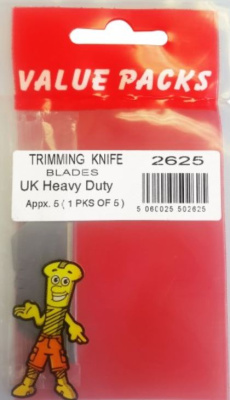 VALUE PACKS
TRIMMING KNIFE 2625
BLADES
UK Heavy Duty
Appx. 5 ( 1 PKS OF 5 )
5 060025 502625